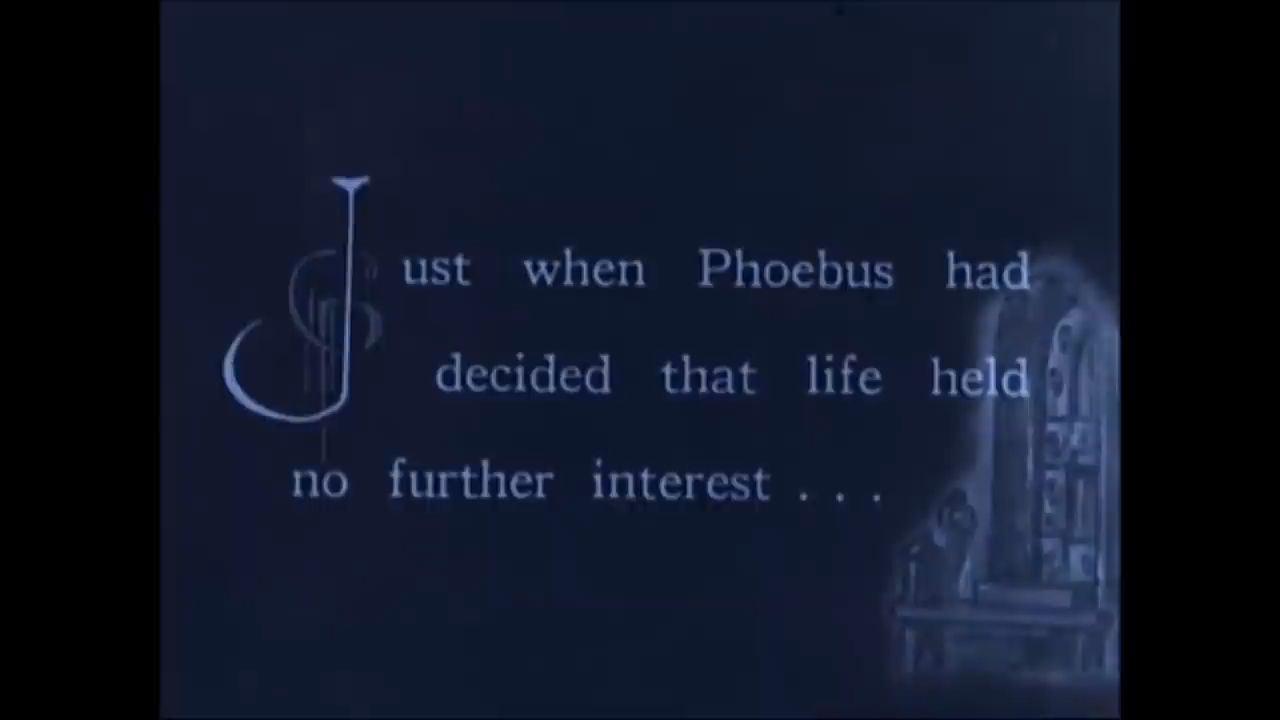 Just when Phoebus had
decided that life held
no further interest . . .